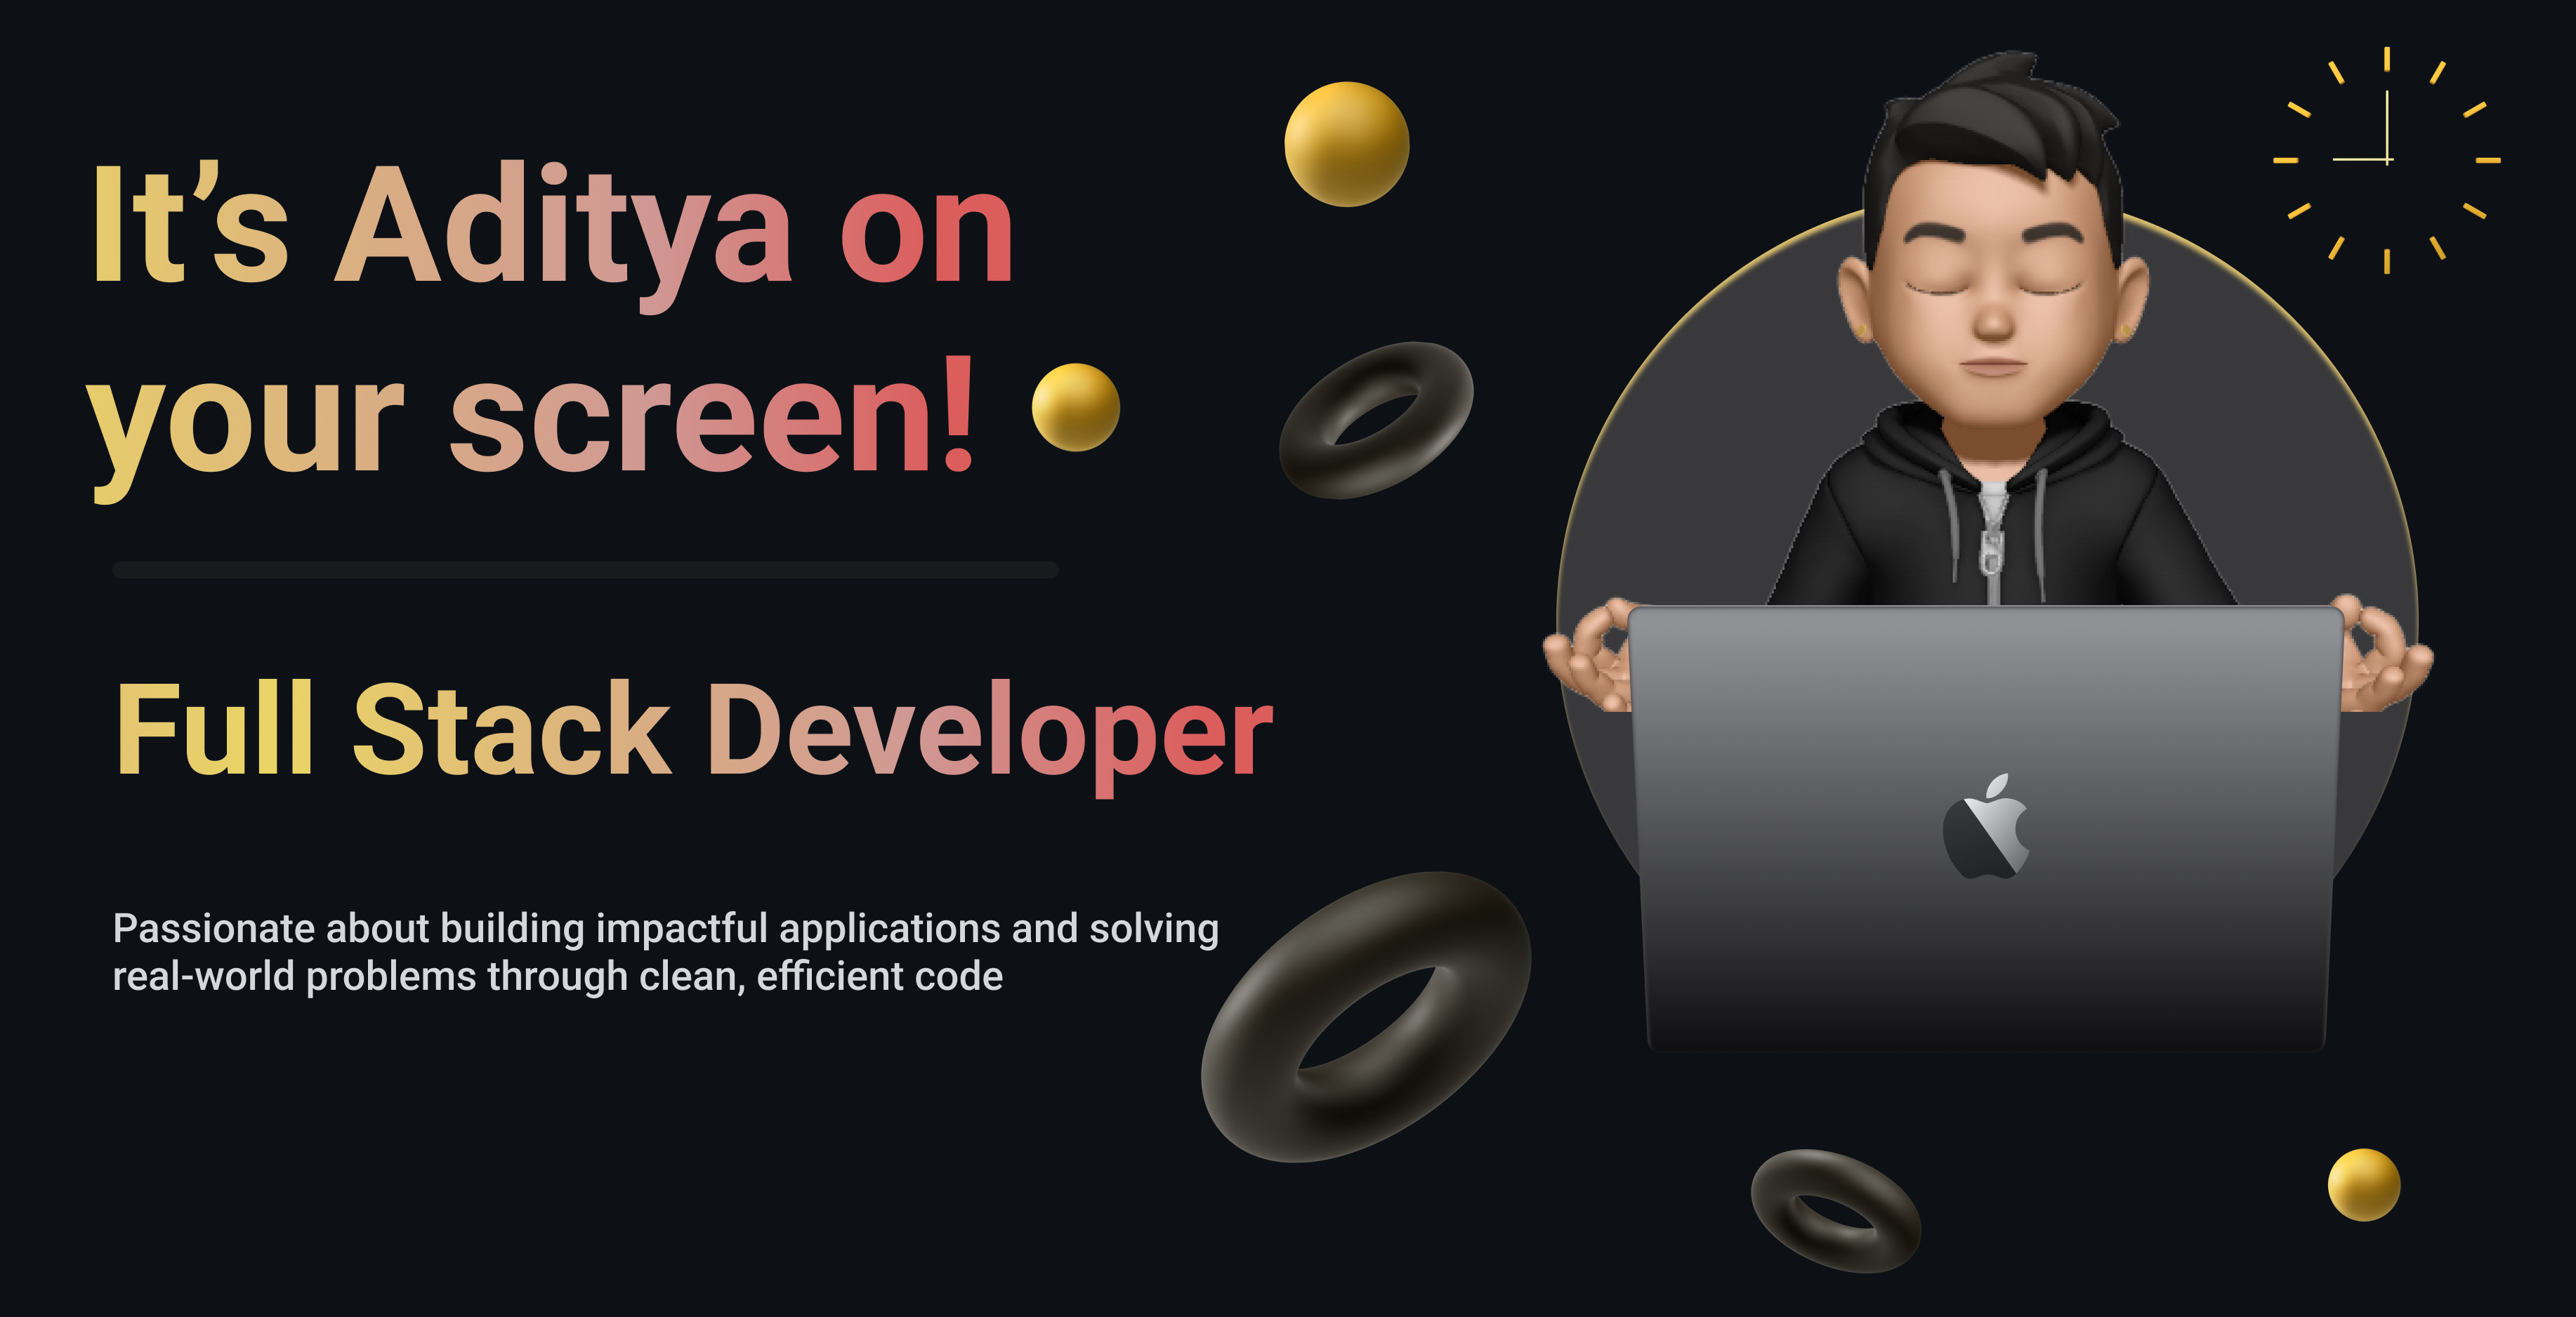 It’s Aditya on
your screen!
Full Stack Developer
Passionate about building impactful applications and solving
real-world problems through clean, efficient code